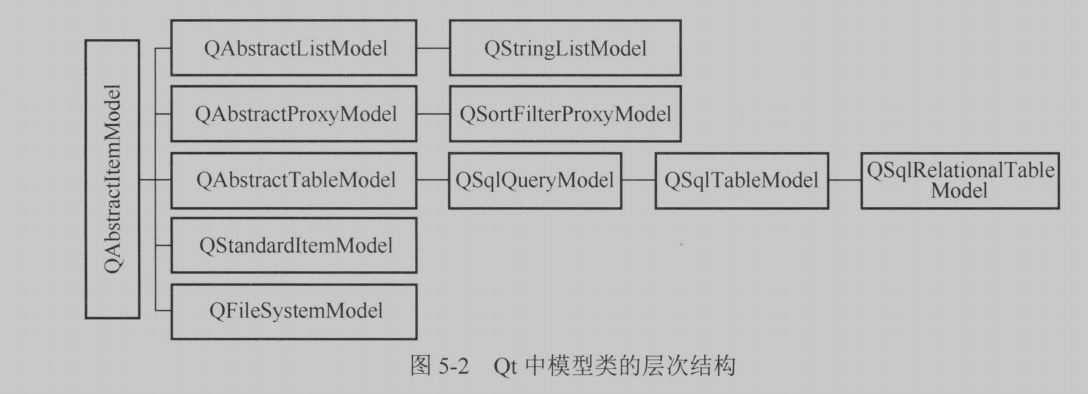 QAbstractItemModel
QAbstractListModel
QStringListModel
QAbstractProxyModel
QSortFilterProxyModel
QAbstractTableModel
QSqlQueryModel
QSqlTableModel
QSqlRelationalTable
Model
QStandardItemModel
QFileSystemModel
图 5-2 Qt 中模型类的层次结构